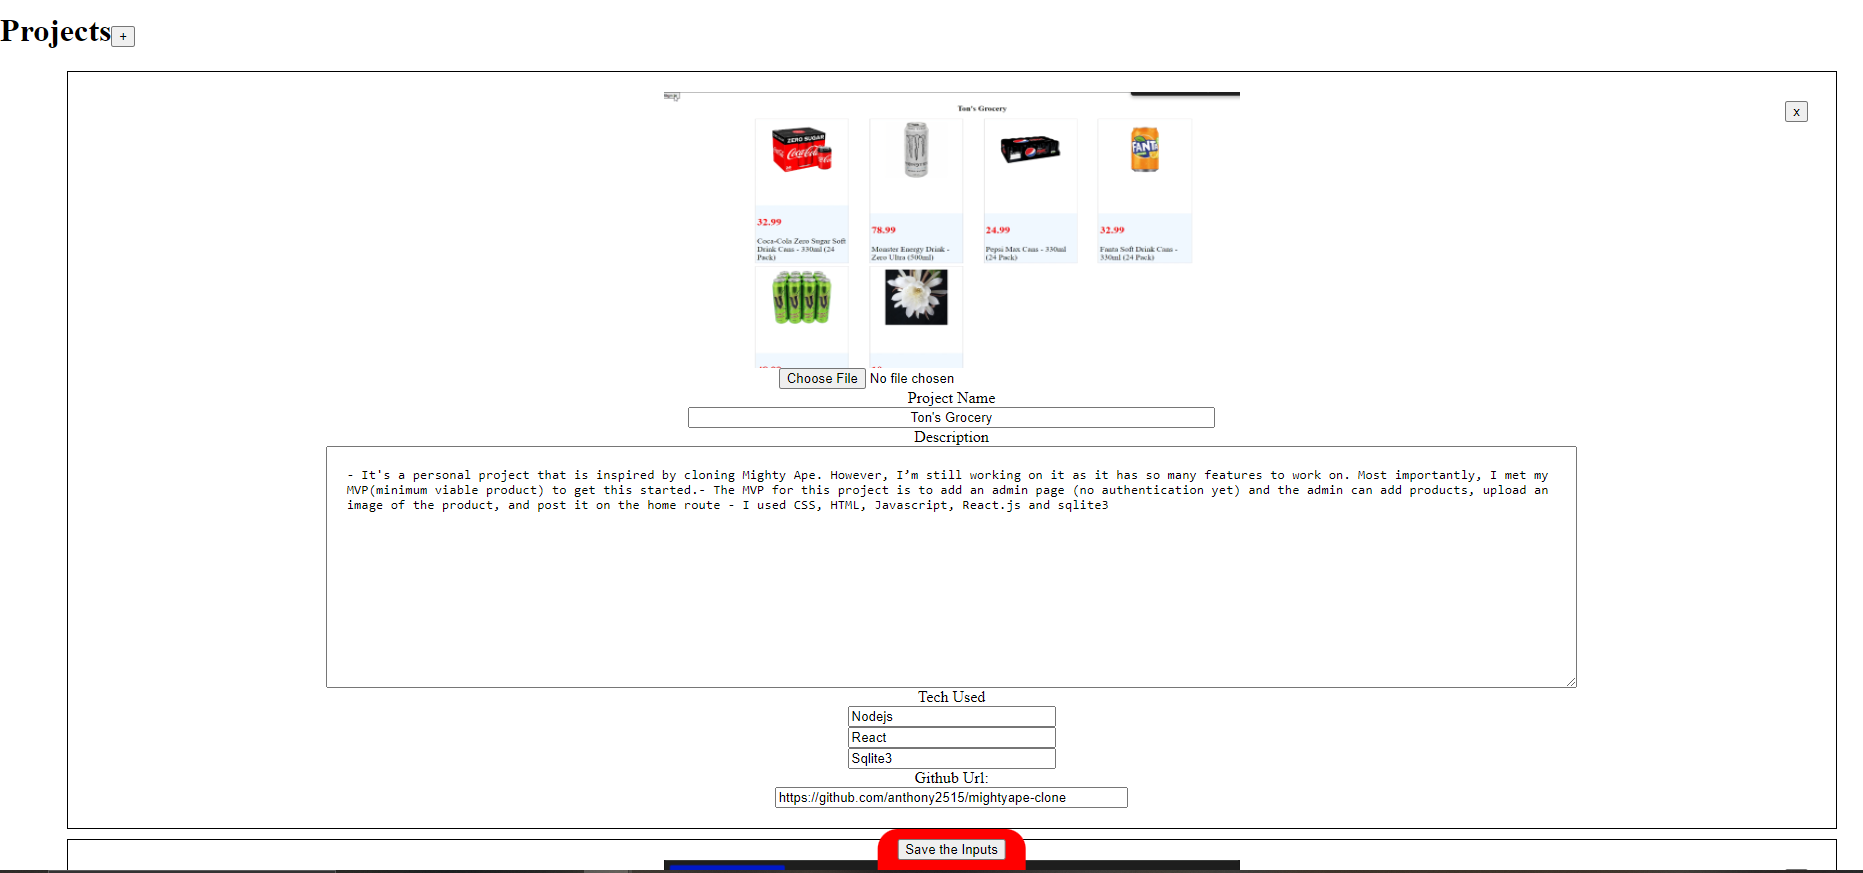 Projects +
x
Ton's Grocery
ZERO SUGAR
Coca-Cola
FANTA
32.99
Coca-Cola Zero Sugar Soft
Drink Cans - 330ml (24
Pack)
78.99
Monster Energy Drink -
Zero Ultra (500ml)
24.99
Pepsi Max Cans - 330ml
(24 Pack)
32.99
Fanta Soft Drink Cans -
330ml (24 Pack)
Choose File No file chosen
Project Name
Ton's Grocery
Description
- It's a personal project that is inspired by cloning Mighty Ape. However, I’m still working on it as it has so many features to work on. Most importantly, I met my
MVP(minimum viable product) to get this started.- The MVP for this project is to add an admin page (no authentication yet) and the admin can add products, upload an
image of the product, and post it on the home route - I used CSS, HTML, Javascript, React.js and sqlite3
Tech Used
Nodejs
React
Sqlite3
Github Url:
https://github.com/anthony2515/mightyape-clone
Save the Inputs